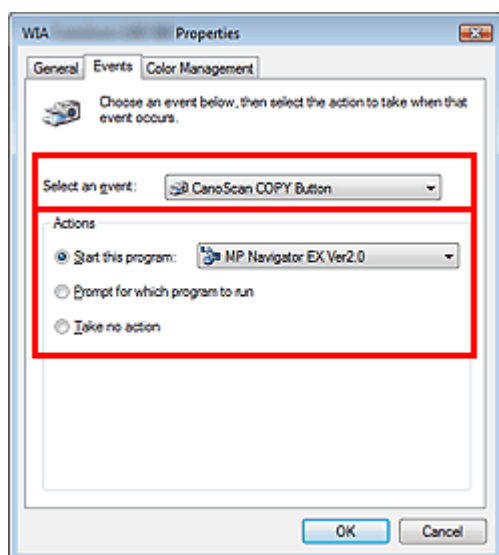 WIA Properties
General Events Color Management
Choose an event below, then select the action to take when that
event occurs.
Select an event: CanoScan COPY Button
Actions
Start this program: MP Navigator EX Ver2.0
Prompt for which program to run
Take no action
OK Cancel